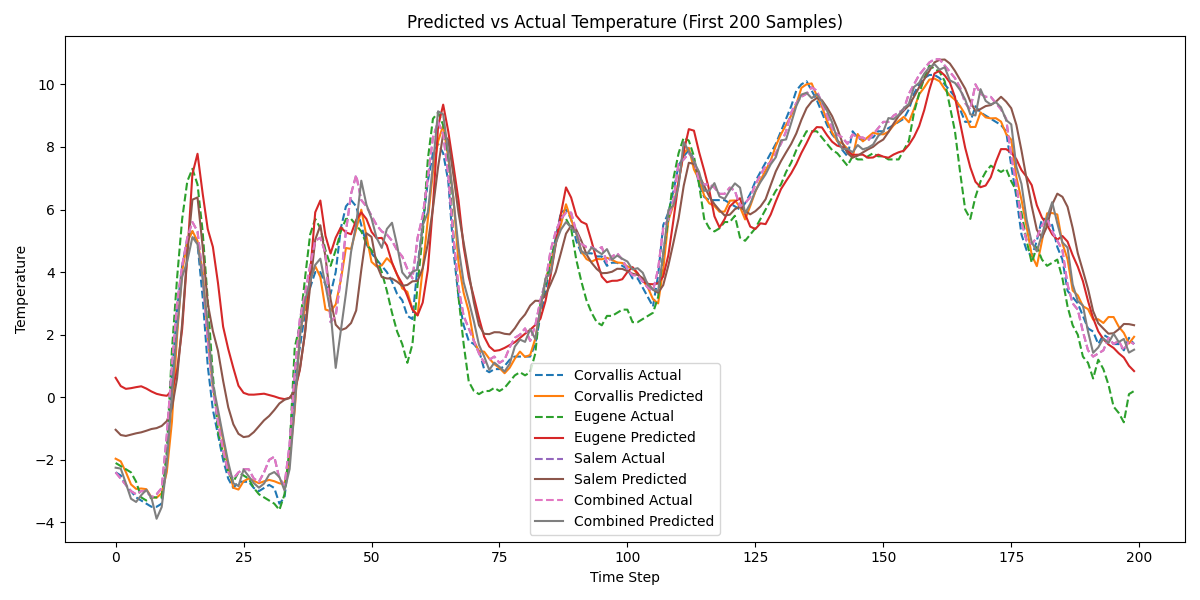 Predicted vs Actual Temperature (First 200 Samples)
10
8
6
4
2
0
−2
−4
Temperature
Corvallis Actual
Corvallis Predicted
Eugene Actual
Eugene Predicted
Salem Actual
Salem Predicted
Combined Actual
Combined Predicted
0 25 50 75 100 125 150 175 200
Time Step